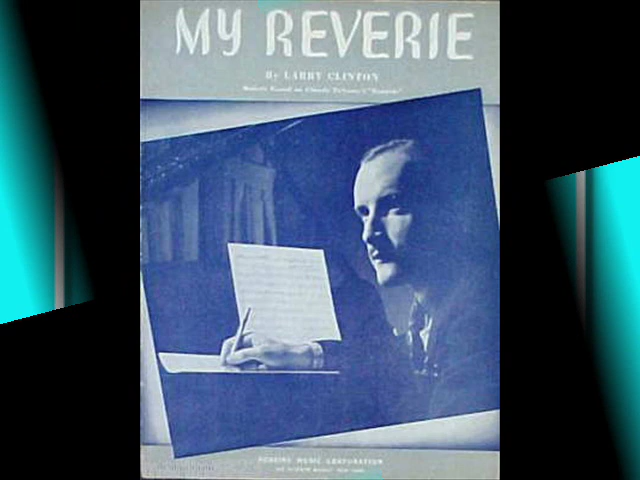 MY REVERIE
By LARRY CLINTON
Melody Based on Claude Debussy's "Reverie"
ROBBINS MUSIC CORPORATION